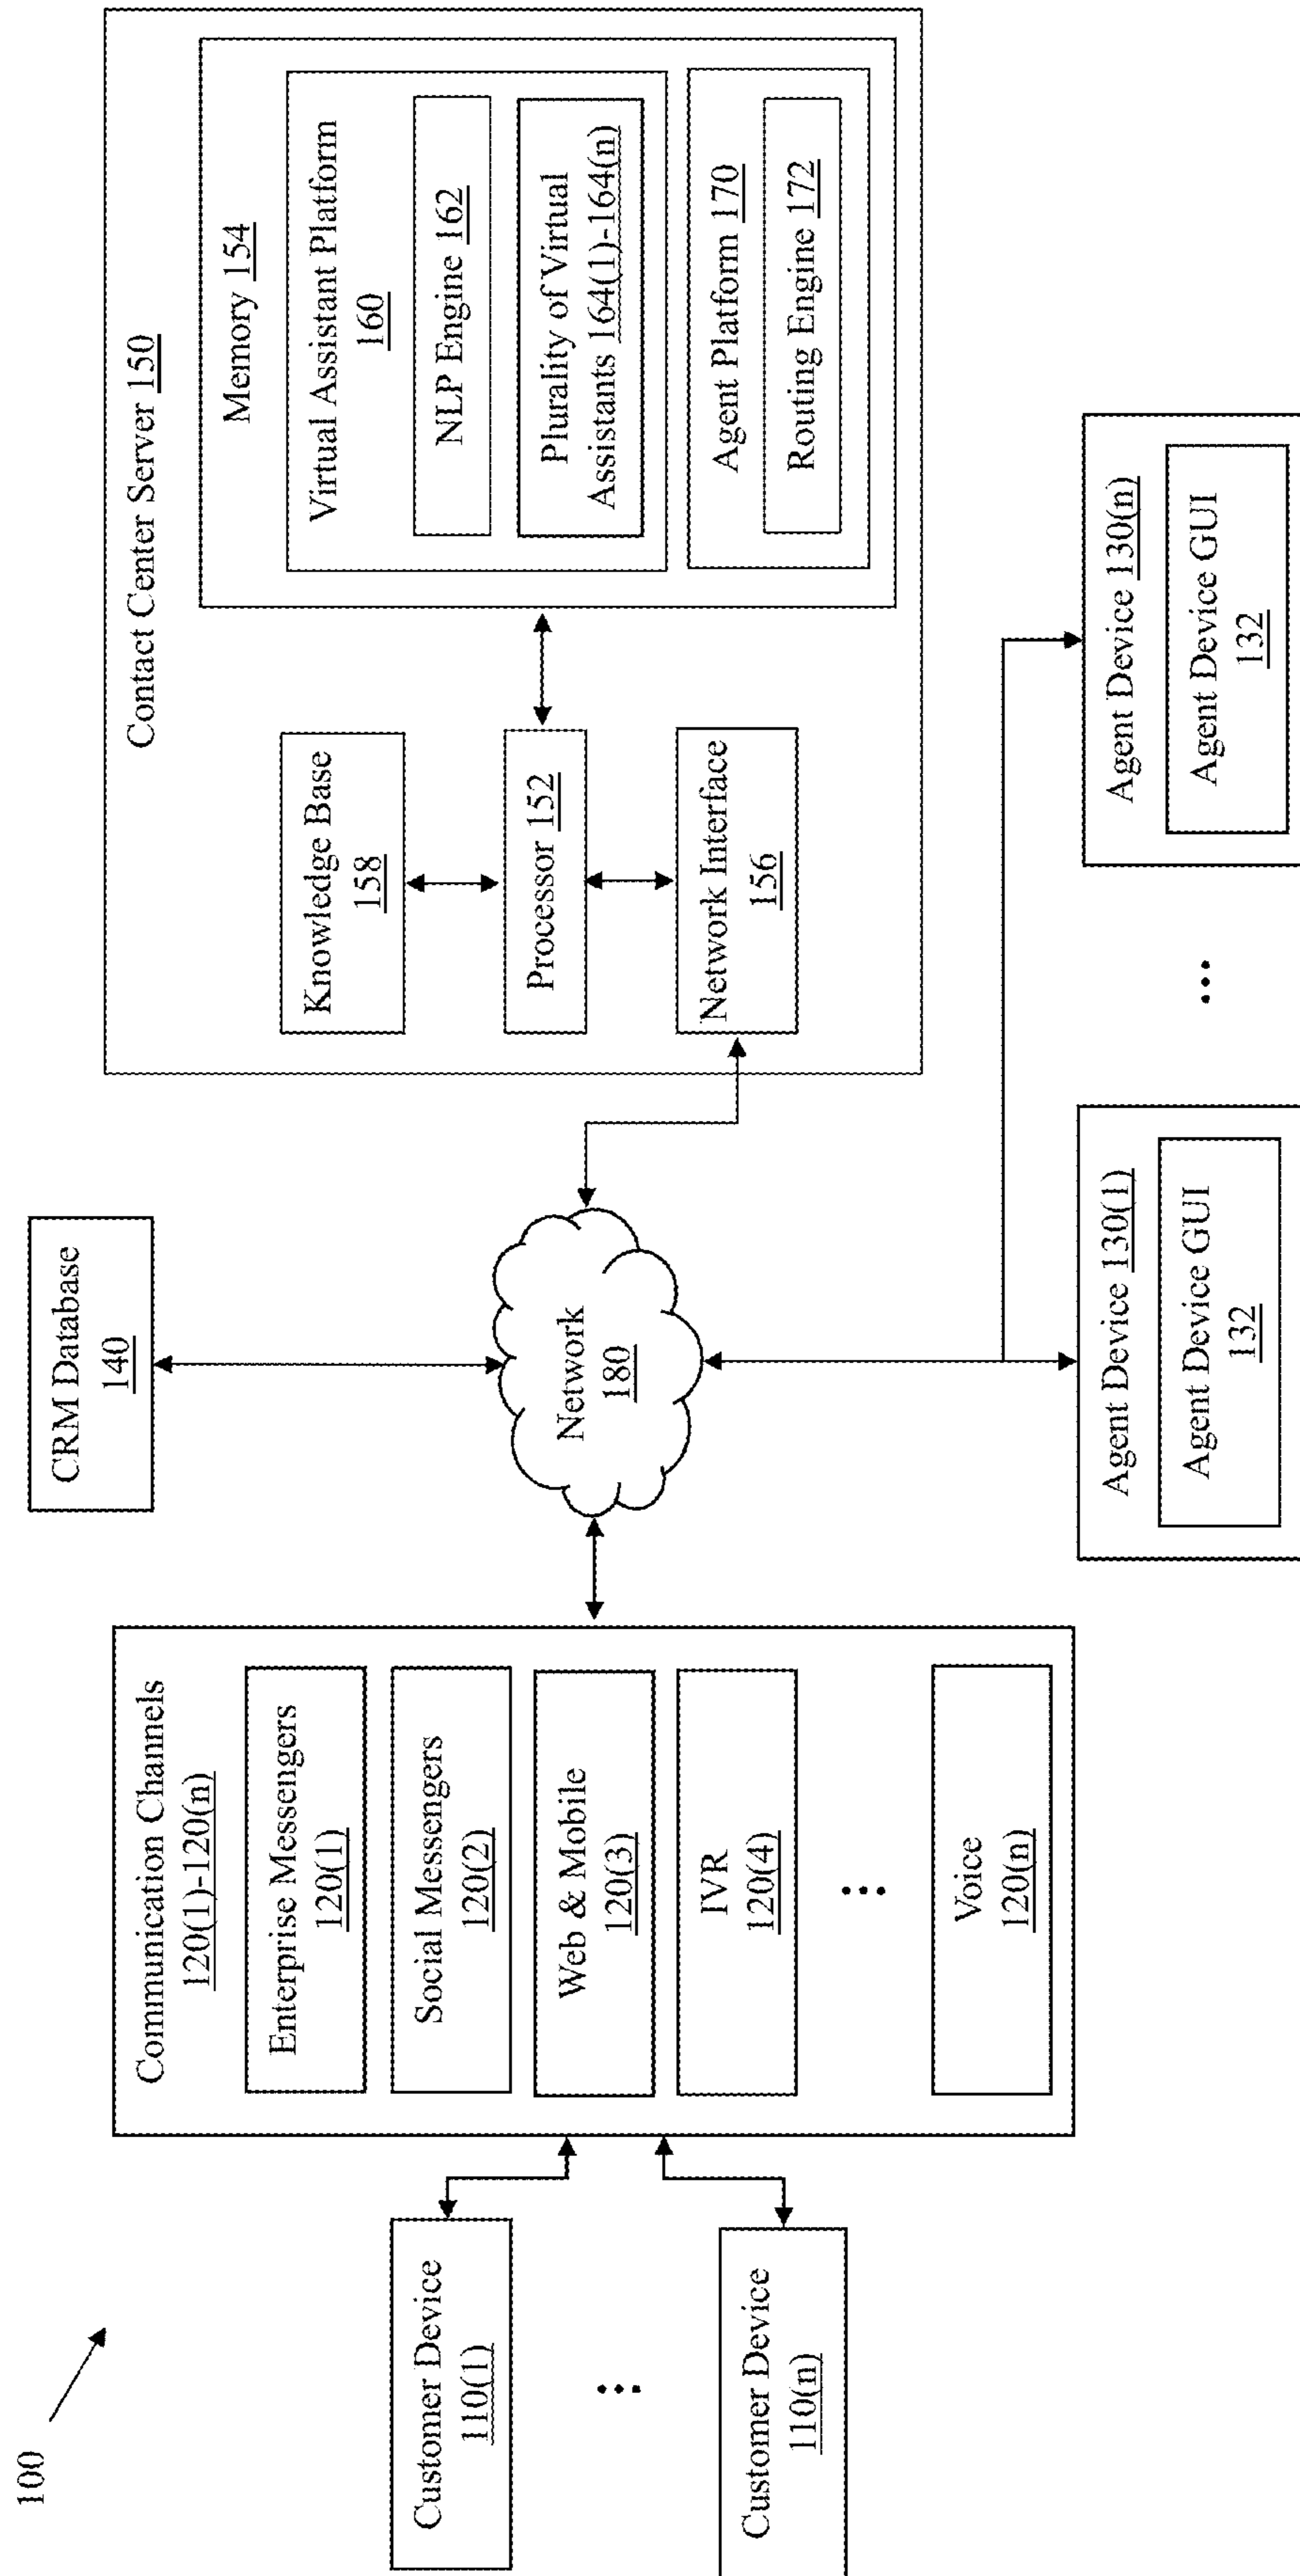 100
Customer Device
110(1)
Customer Device
110(n)
Communication Channels
120(1)-120(n)
Enterprise Messengers
120(1)
Social Messengers
120(2)
Web & Mobile
120(3)
IVR
120(4)
Voice
120(n)
CRM Database
140
Network
180
Agent Device 130(1)
Agent Device GUI
132
Agent Device 130(n)
Agent Device GUI
132
Contact Center Server 150
Knowledge Base
158
Processor 152
Network Interface
156
Memory 154
Virtual Assistant Platform
160
NLP Engine 162
Plurality of Virtual
Assistants 164(1)-164(n)
Agent Platform 170
Routing Engine 172